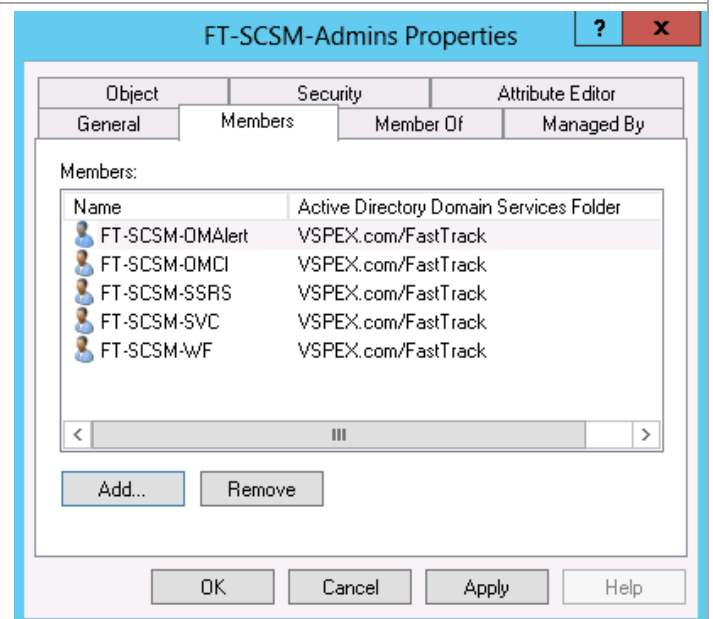 FT-SCSM-Admins Properties ? x
Object Security Attribute Editor
General Members Member Of Managed By
Members:
Name Active Directory Domain Services Folder
FT-SCSM-OMAlert VSPEX.com/FastTrack
FT-SCSM-OMCI VSPEX.com/FastTrack
FT-SCSM-SSRS VSPEX.com/FastTrack
FT-SCSM-SVC VSPEX.com/FastTrack
FT-SCSM-WF VSPEX.com/FastTrack
Add... Remove
OK Cancel Apply Help